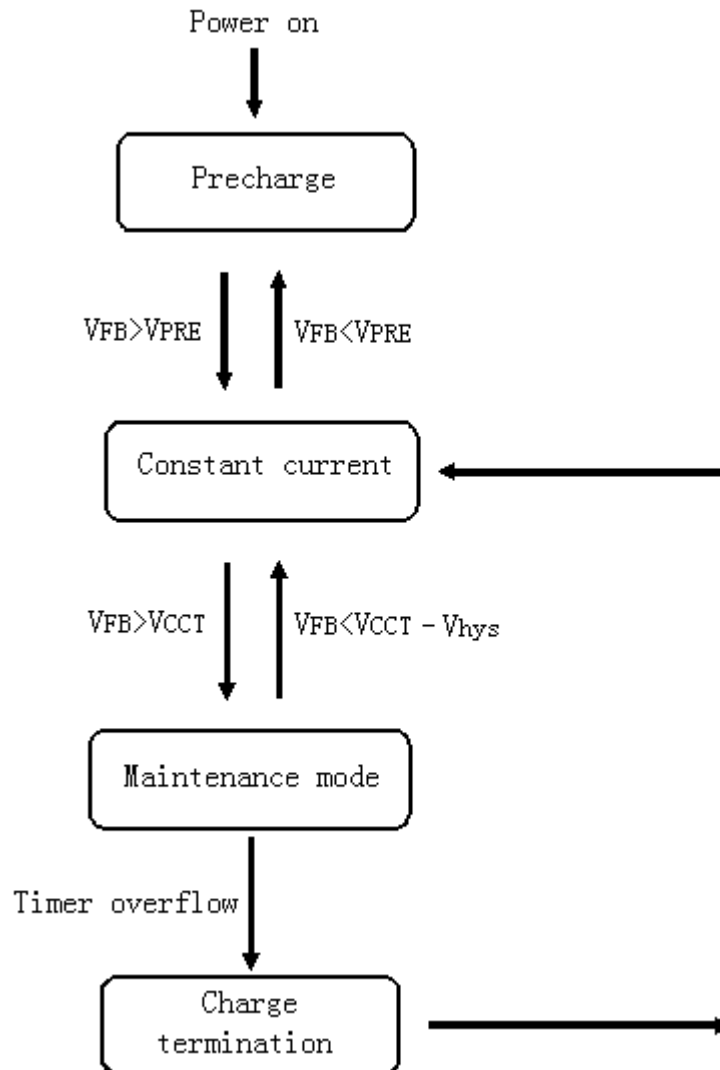 Power on
Precharge
VFB>VPRE
VFB<VPRE
Constant current
VFB>VCCT
VFB<VCCT - Vhys
Maintenance mode
Timer overflow
Charge
termination